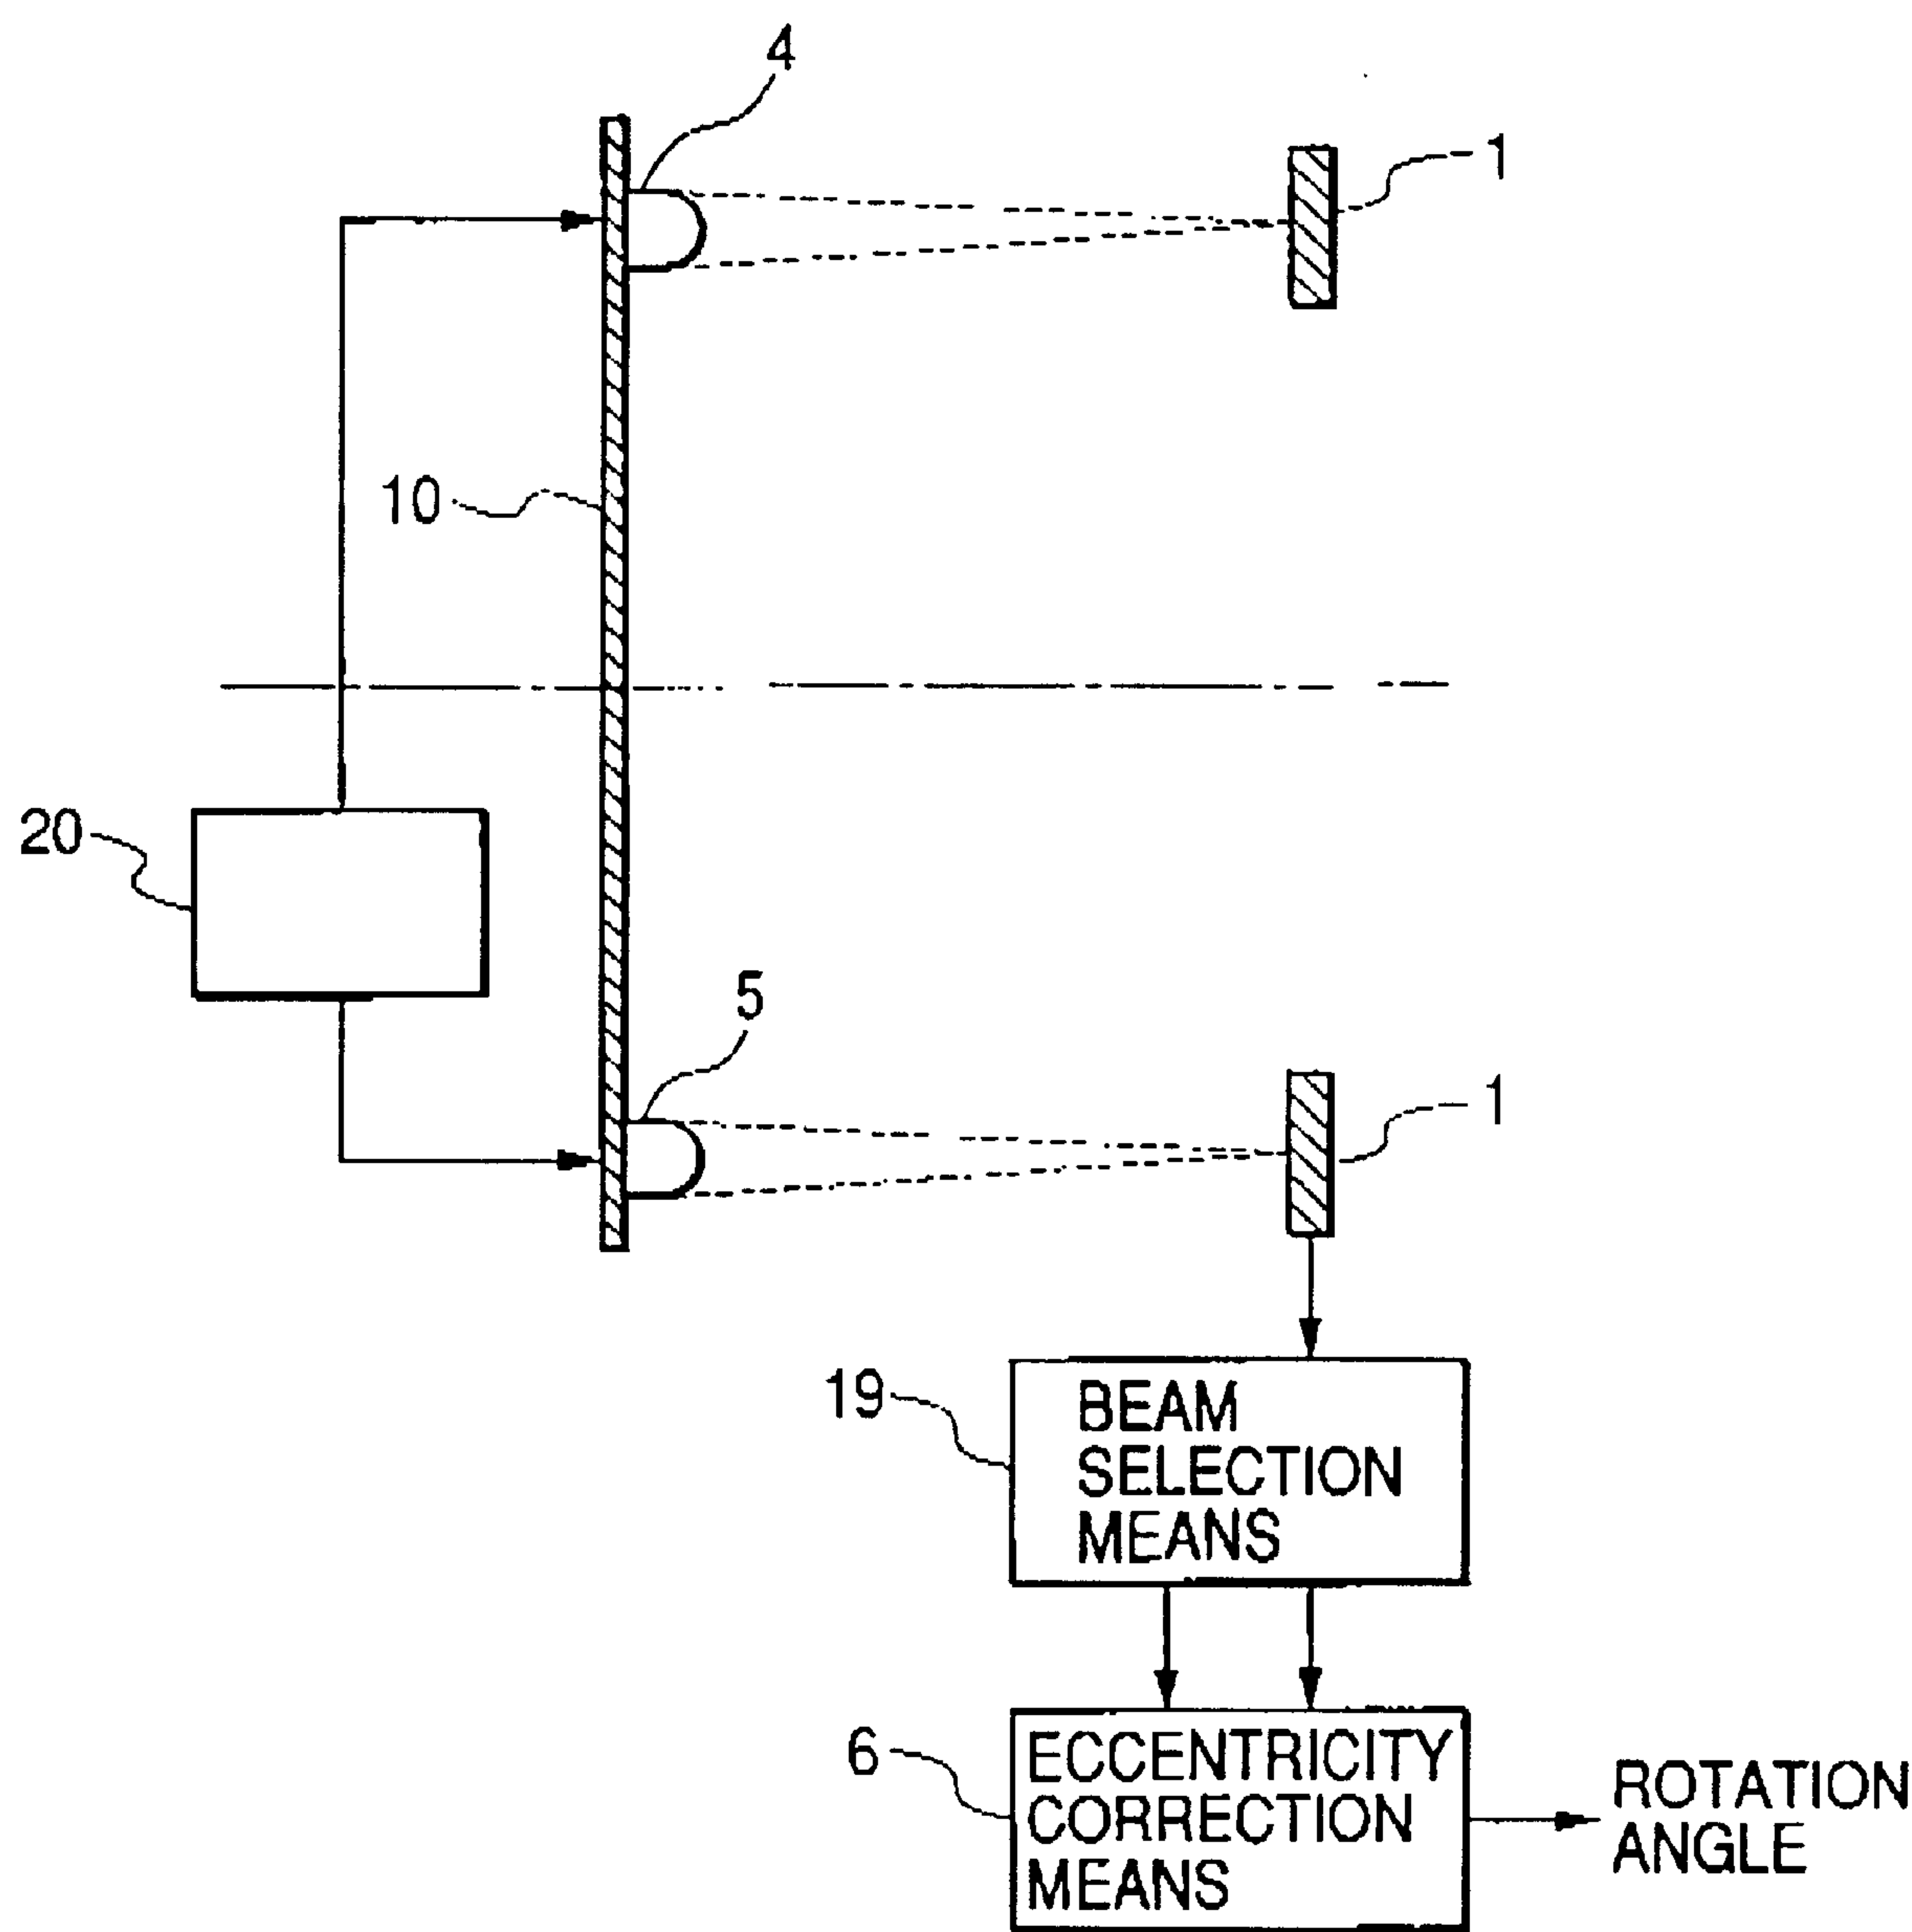 4
1
10
20
5
1
19
BEAM
SELECTION
MEANS
6
ECCENTRICITY
CORRECTION
MEANS
ROTATION
ANGLE